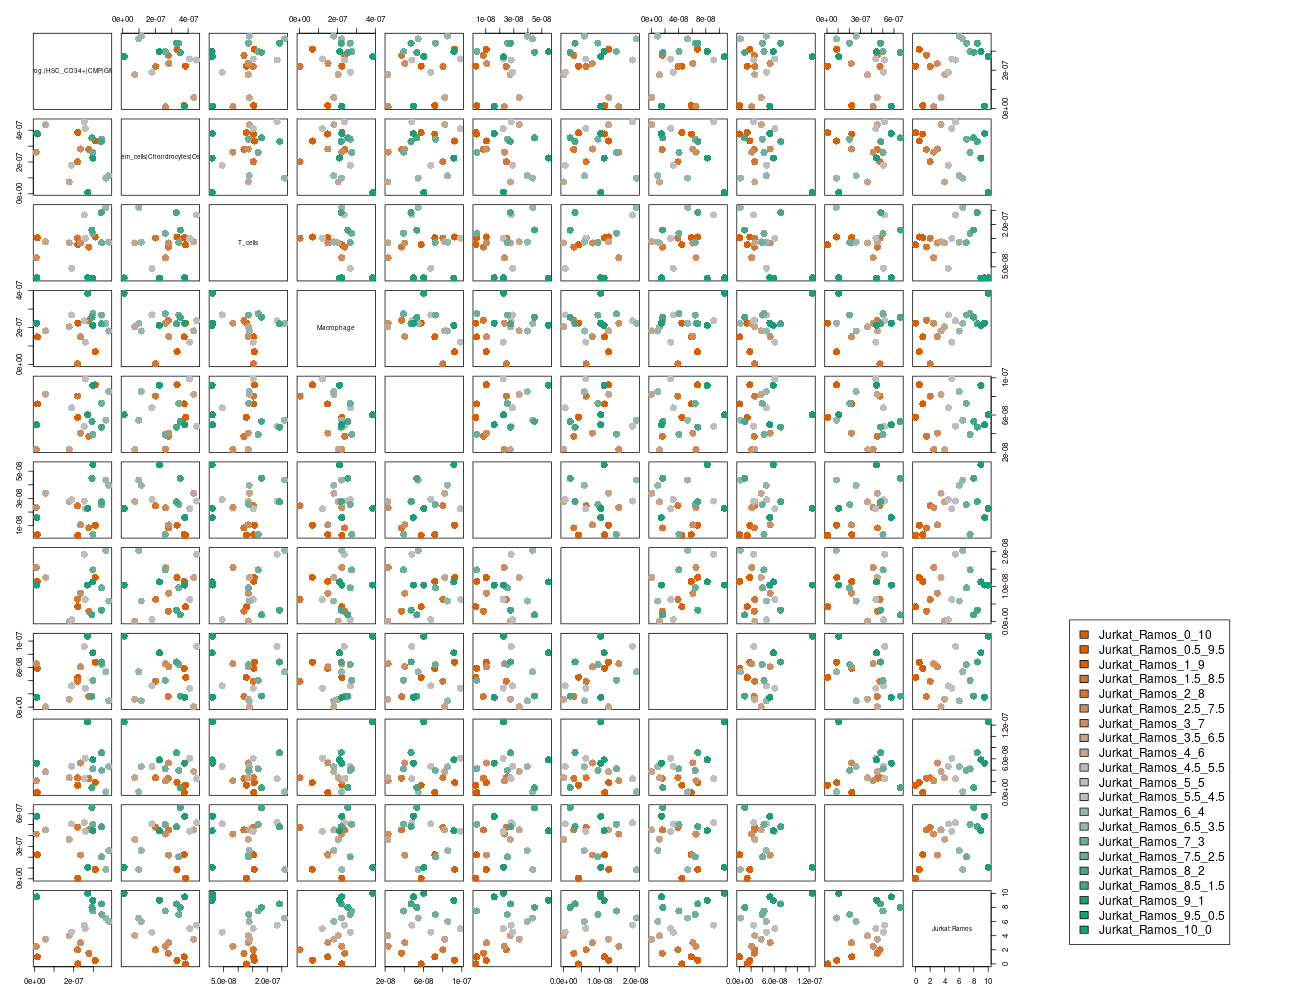 0e+00 2e-07 4e-07 0e+00 2e-07 4e-07 1e-08 3e-08 5e-08 0e+00 4e-08 8e-08 0e+00 3e-07 6e-07
rog.|HSC_CD34+|CMP|GM
0e+00 2e-07
em_cells|Chondrocytes|Os
0e+00 2e-07 4e-07
T_cells
5.0e-08 2.0e-07
Macrophage
0e+00 2e-07 4e-07
2e-08 6e-08 1e-07
1e-08 3e-08 5e-08
0.0e+00 1.0e-08 2.0e-08
0e+00 6e-08 1e-07
0.0e+00 6.0e-08 1.2e-07
0e+00 3e-07 6e-07
Jurkat:Ramos
0 2 4 6 8 10
0e+00 2e-07 5.0e-08 2.0e-07 2e-08 6e-08 1e-07 0.0e+00 1.0e-08 2.0e-08 0.0e+00 6.0e-08 1.2e-07 0 2 4 6 8 10
Jurkat_Ramos_0_10
Jurkat_Ramos_0.5_9.5
Jurkat_Ramos_1_9
Jurkat_Ramos_1.5_8.5
Jurkat_Ramos_2_8
Jurkat_Ramos_2.5_7.5
Jurkat_Ramos_3_7
Jurkat_Ramos_3.5_6.5
Jurkat_Ramos_4_6
Jurkat_Ramos_4.5_5.5
Jurkat_Ramos_5_5
Jurkat_Ramos_5.5_4.5
Jurkat_Ramos_6_4
Jurkat_Ramos_6.5_3.5
Jurkat_Ramos_7_3
Jurkat_Ramos_7.5_2.5
Jurkat_Ramos_8_2
Jurkat_Ramos_8.5_1.5
Jurkat_Ramos_9_1
Jurkat_Ramos_9.5_0.5
Jurkat_Ramos_10_0